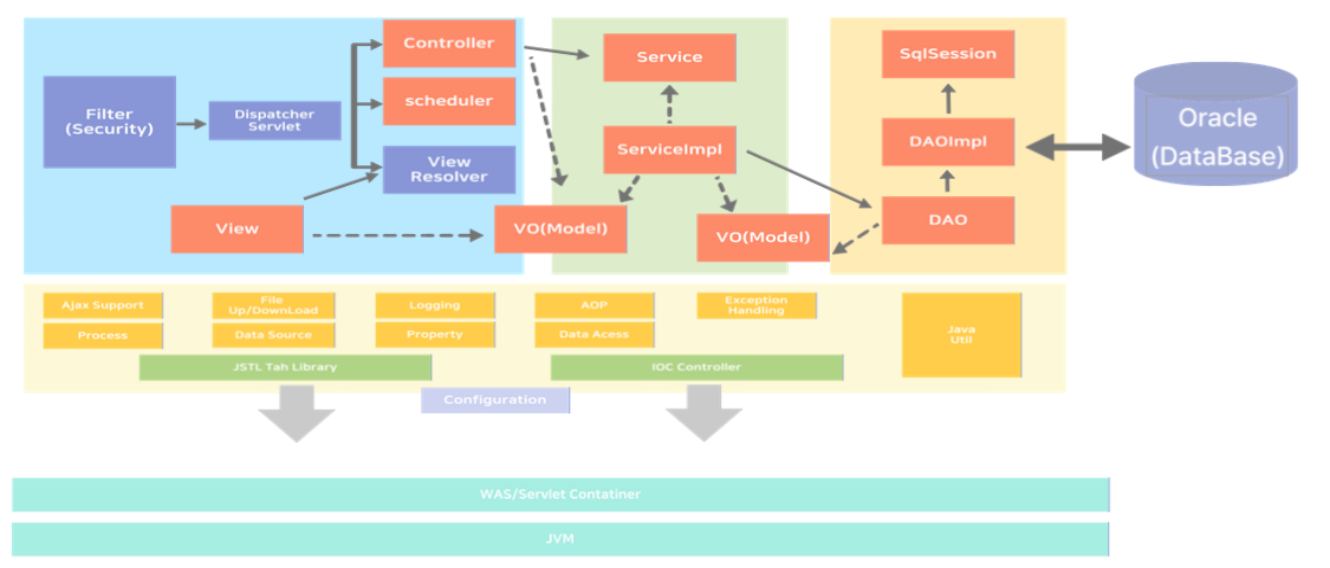 Controller
Service
SqlSession
Filter
(Security)
Dispatcher
Servlet
scheduler
Oracle
(DataBase)
ServiceImpl
DAOImpl
View
Resolver
View
VO(Model)
VO(Model)
DAO
Ajax Support
File
Up/DownLoad
Logging
AOP
Exception
Handling
Process
Data Source
Property
Data Acess
Java
Util
JSTL Tah Library
IOC Controller
Configuration
WAS/Servlet Contatiner
JVM